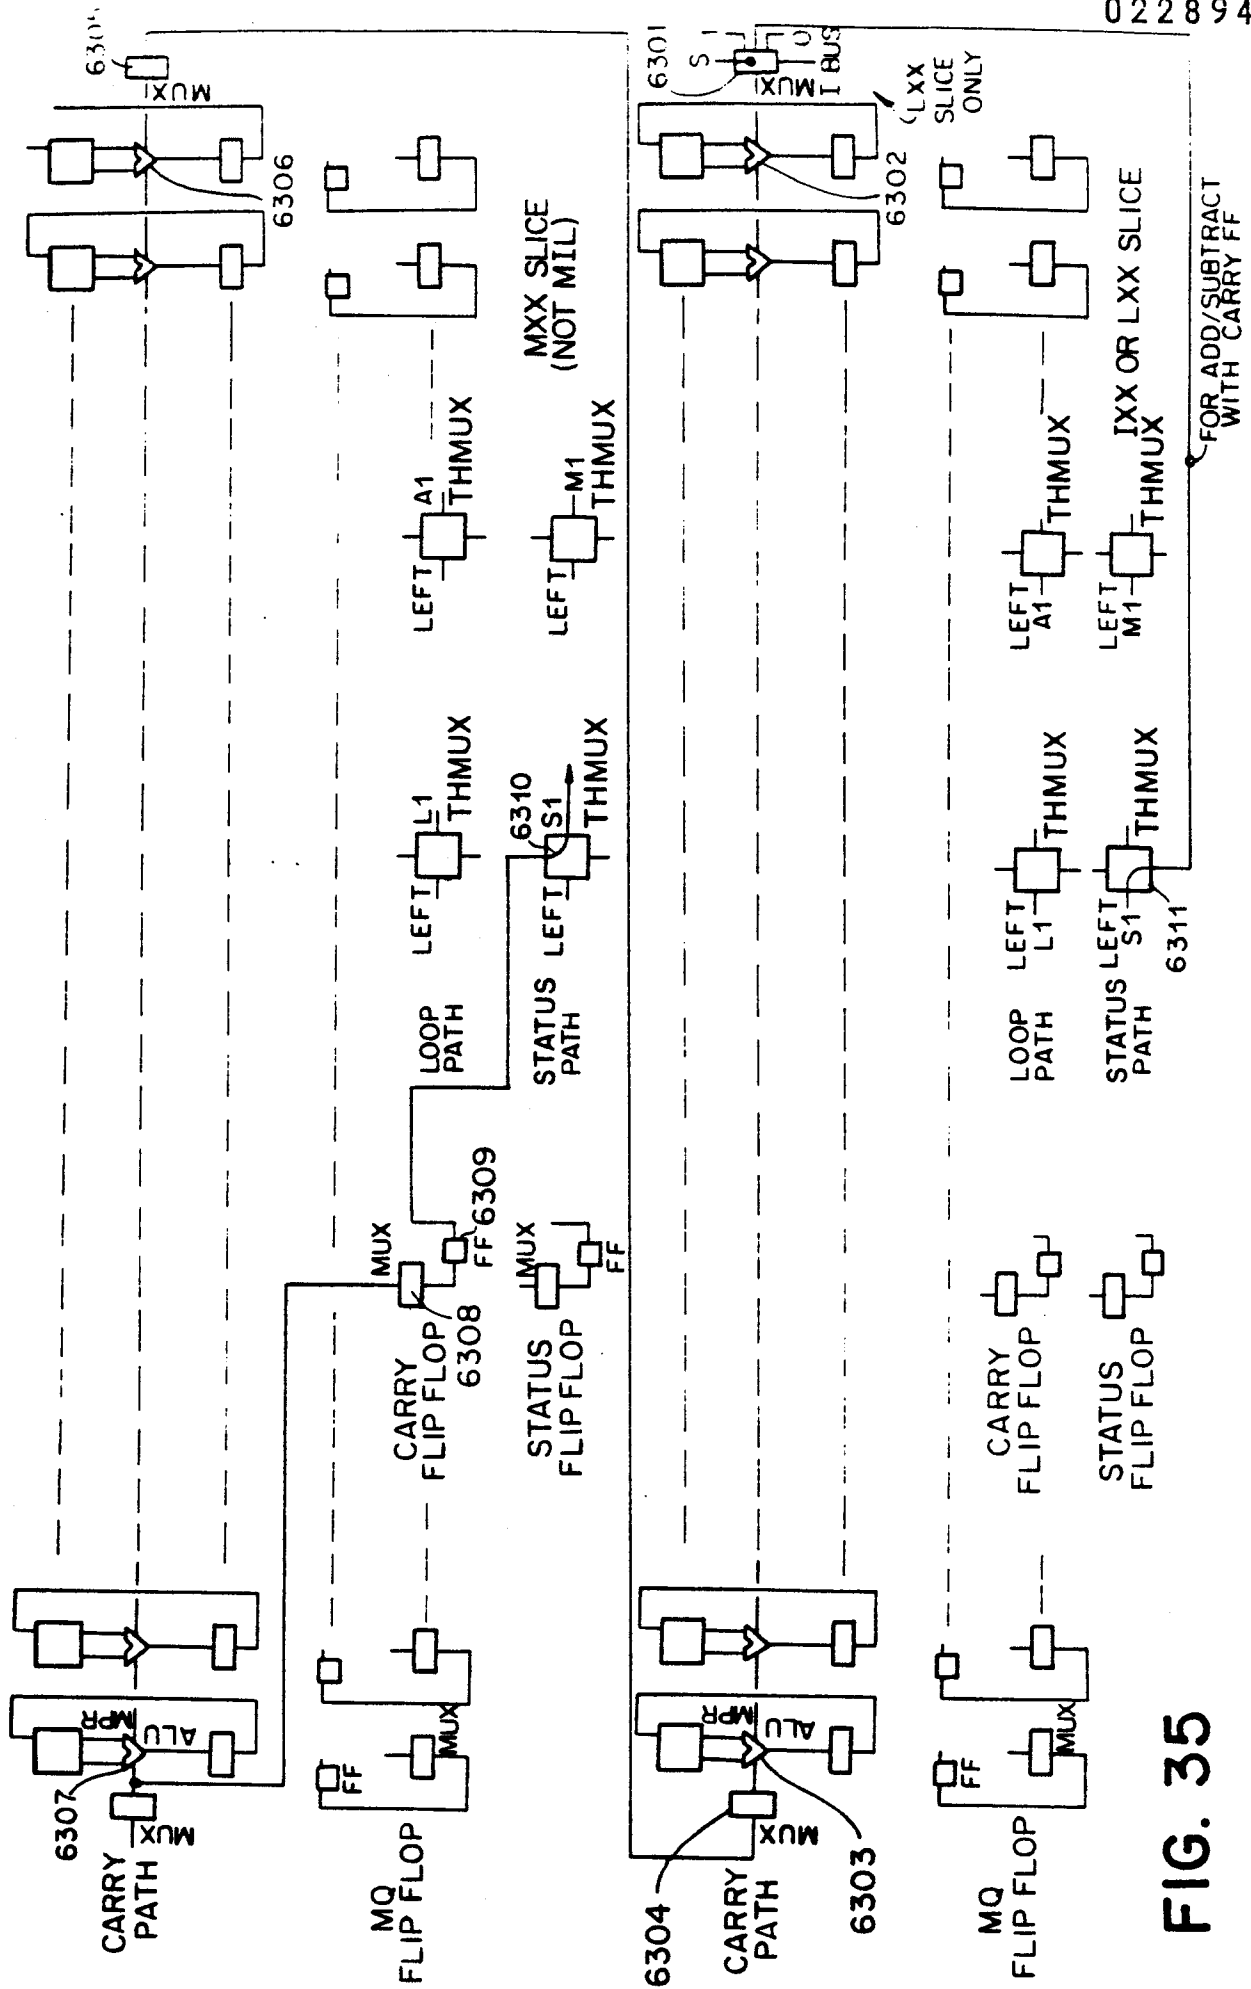 022894
MUX
6306
MXX SLICE
(NOT MIL)
LEFT
A1
THMUX
LEFT
M1
THMUX
LEFT
L1
THMUX
6310
LEFT
S1
THMUX
LOOP
PATH
STATUS
PATH
MUX
6309
FF
6308
CARRY
FLIP FLOP
MUX
FF
STATUS
FLIP FLOP
MPR
ALU
6307
MUX
CARRY
PATH
FF
MUX
MQ
FLIP FLOP
6301
S
1
0
I BUS
MUX
LXX
SLICE
ONLY
6302
IXX OR LXX SLICE
LEFT
A1
THMUX
LEFT
M1
THMUX
FOR ADD/SUBTRACT
WITH CARRY FF
LEFT
L1
THMUX
LEFT
S1
THMUX
6311
LOOP
PATH
STATUS
PATH
CARRY
FLIP FLOP
STATUS
FLIP FLOP
MPR
ALU
MUX
6303
6304
CARRY
PATH
FF
MUX
MQ
FLIP FLOP
FIG. 35